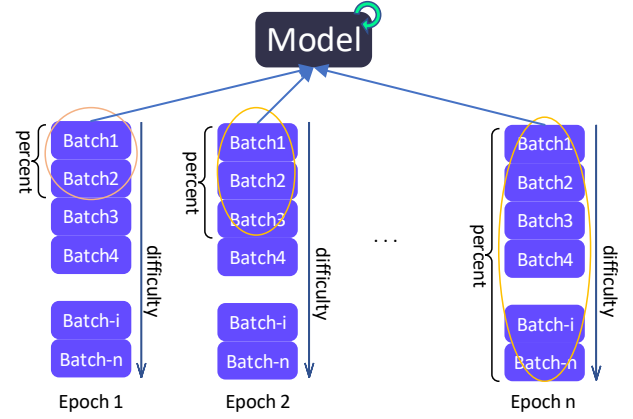 Model
percent
Batch1
Batch2
Batch3
Batch4
Batch-i
Batch-n
difficulty
Epoch 1
percent
Batch1
Batch2
Batch3
Batch4
Batch-i
Batch-n
difficulty
Epoch 2
...
percent
Batch1
Batch2
Batch3
Batch4
Batch-i
Batch-n
difficulty
Epoch n